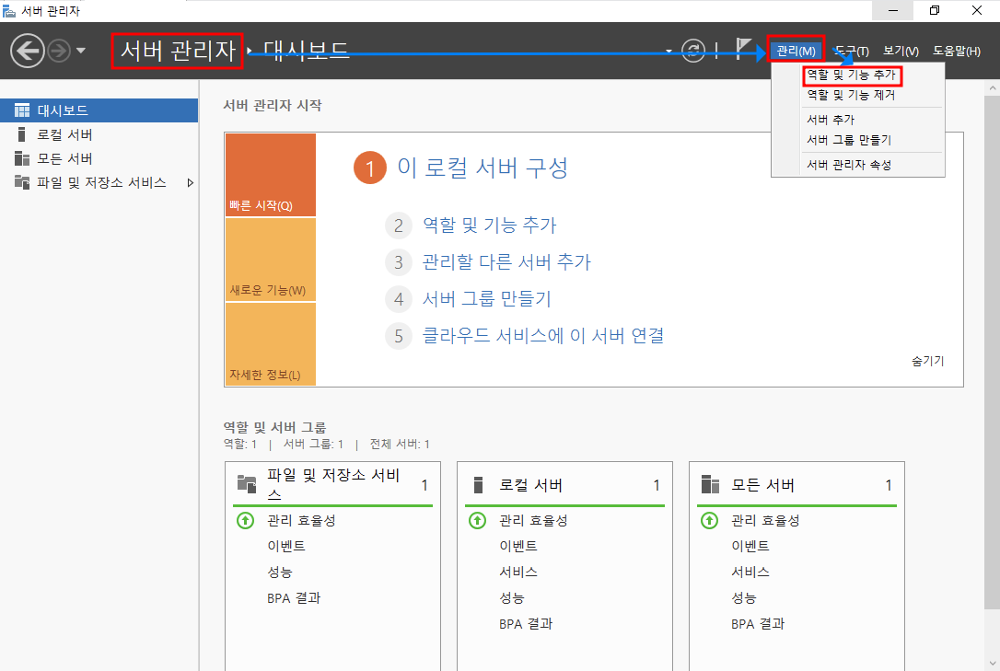 서버 관리자
서버 관리자 대시보드
관리(M) 도구(T) 보기(V) 도움말(H)
역할 및 기능 추가
역할 및 기능 제거
서버 추가
서버 그룹 만들기
서버 관리자 속성
대시보드
로컬 서버
모든 서버
파일 및 저장소 서비스
서버 관리자 시작
빠른 시작(Q)
새로운 기능(W)
자세한 정보(L)
1 이 로컬 서버 구성
2 역할 및 기능 추가
3 관리할 다른 서버 추가
4 서버 그룹 만들기
5 클라우드 서비스에 이 서버 연결
숨기기
역할 및 서버 그룹
역할: 1 | 서버 그룹: 1 | 전체 서버: 1
파일 및 저장소 서비
스
1
관리 효율성
이벤트
성능
BPA 결과
로컬 서버 1
관리 효율성
이벤트
서비스
성능
BPA 결과
모든 서버 1
관리 효율성
이벤트
서비스
성능
BPA 결과